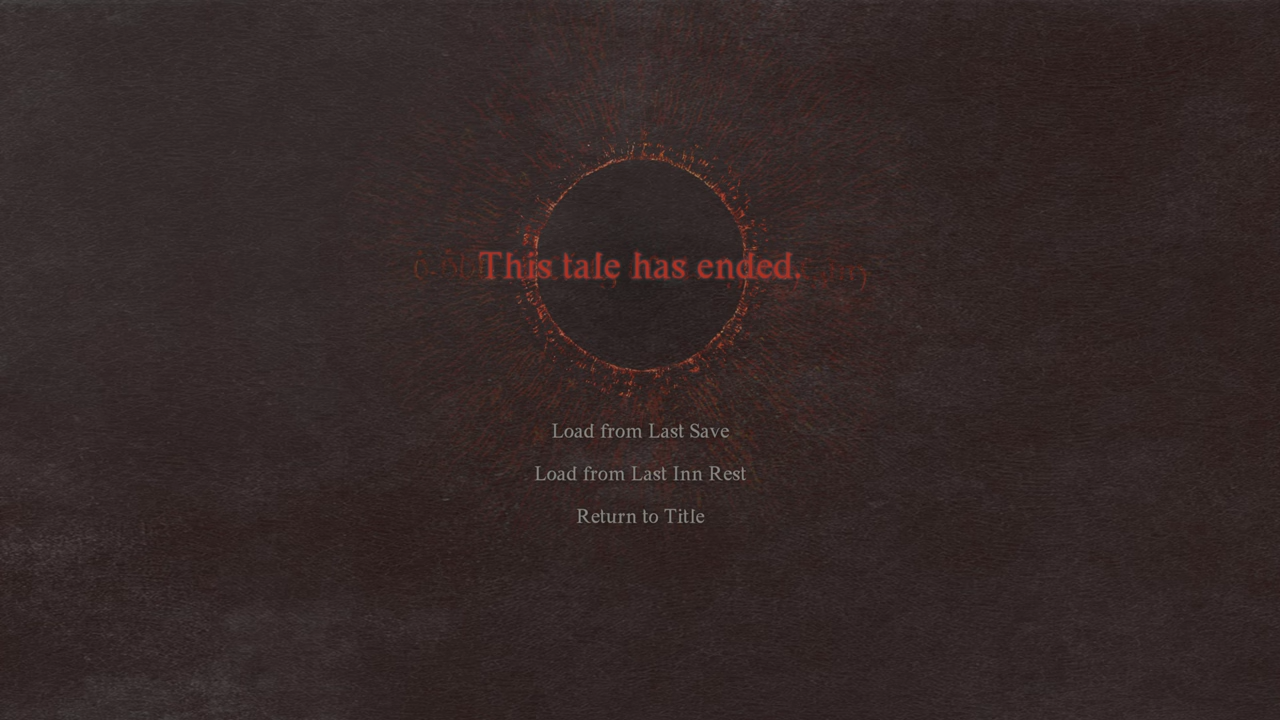 This tale has ended.
Load from Last Save
Load from Last Inn Rest
Return to Title